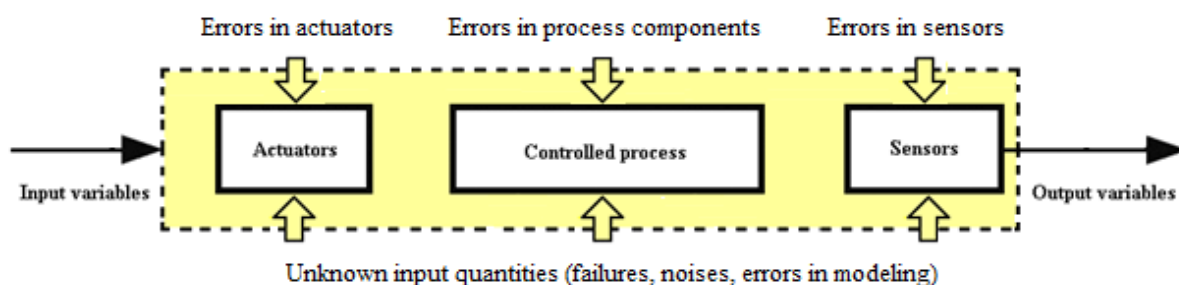 Errors in actuators Errors in process components Errors in sensors
Actuators Controlled process Sensors
Input variables Output variables
Unknown input quantities (failures, noises, errors in modeling)